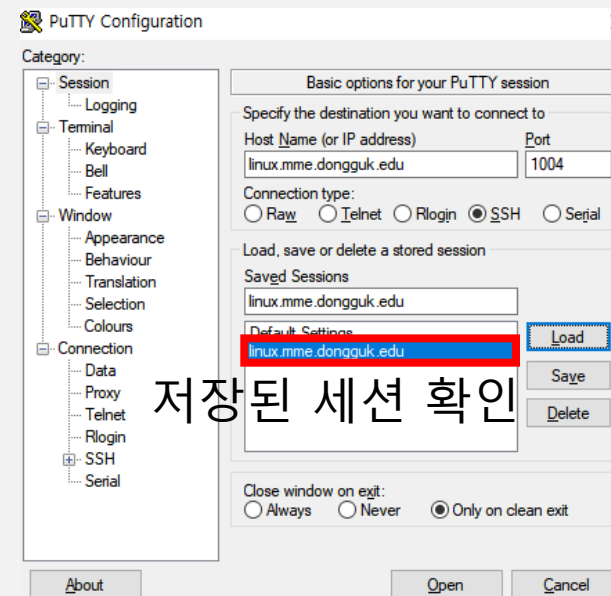 PuTTY Configuration
Category:
Session
Logging
Terminal
Keyboard
Bell
Features
Window
Appearance
Behaviour
Translation
Selection
Colours
Connection
Data
Proxy
Telnet
Rlogin
SSH
Serial
Basic options for your PuTTY session
Specify the destination you want to connect to
Host Name (or IP address) Port
linux.mme.dongguk.edu 1004
Connection type:
Raw Telnet Rlogin SSH Serial
Load, save or delete a stored session
Saved Sessions
linux.mme.dongguk.edu
Default Settings
linux.mme.dongguk.edu
Load
Save
Delete
저장된 세션 확인
Close window on exit:
Always Never Only on clean exit
About Open Cancel